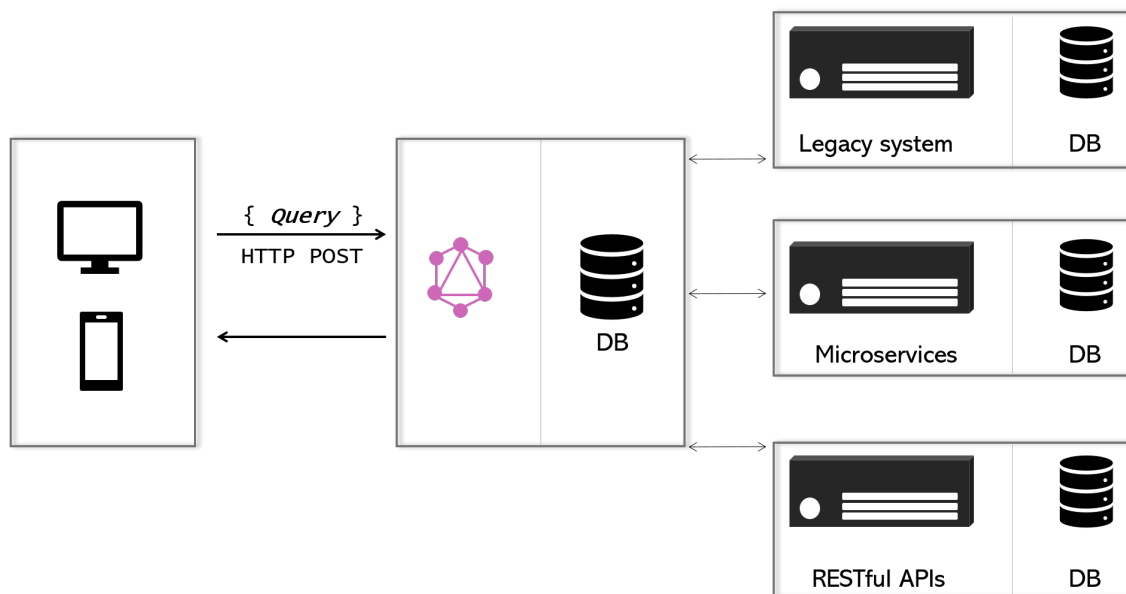 { Query }
HTTP POST
DB
Legacy system
DB
Microservices
DB
RESTful APIs
DB